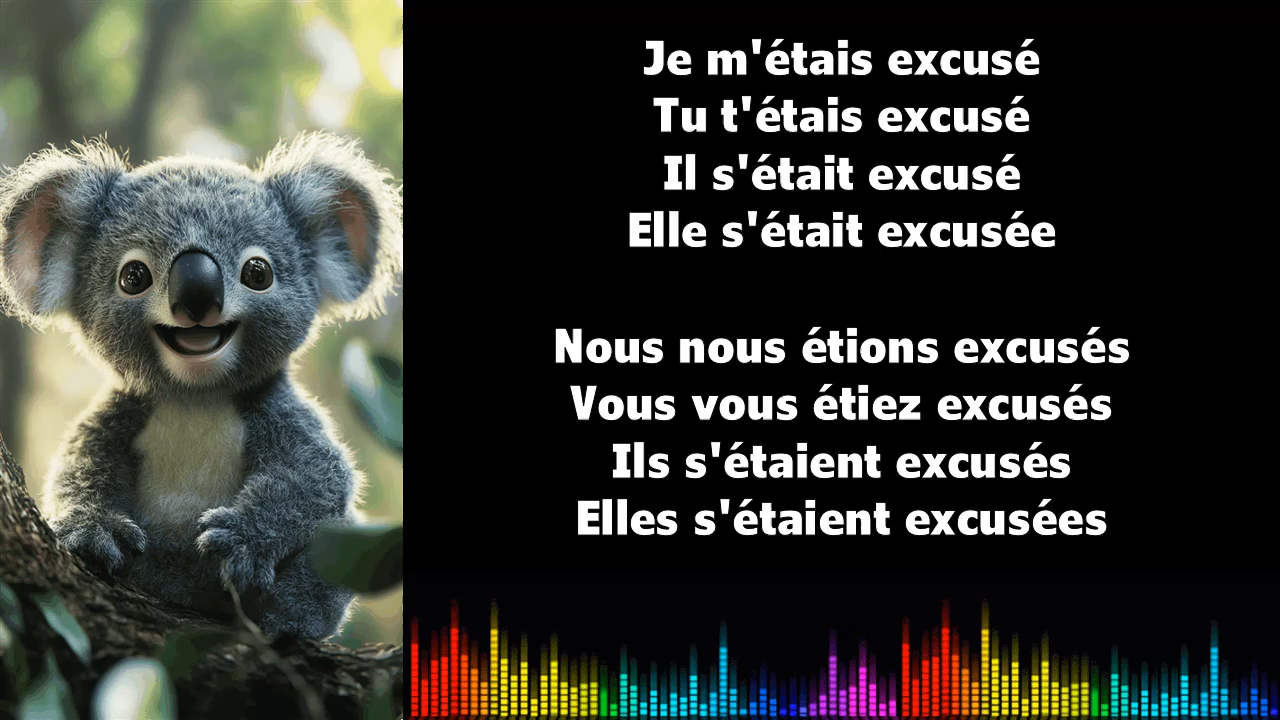 Je m'étais excusé
Tu t'étais excusé
Il s'était excusé
Elle s'était excusée
Nous nous étions excusés
Vous vous étiez excusés
Ils s'étaient excusés
Elles s'étaient excusées